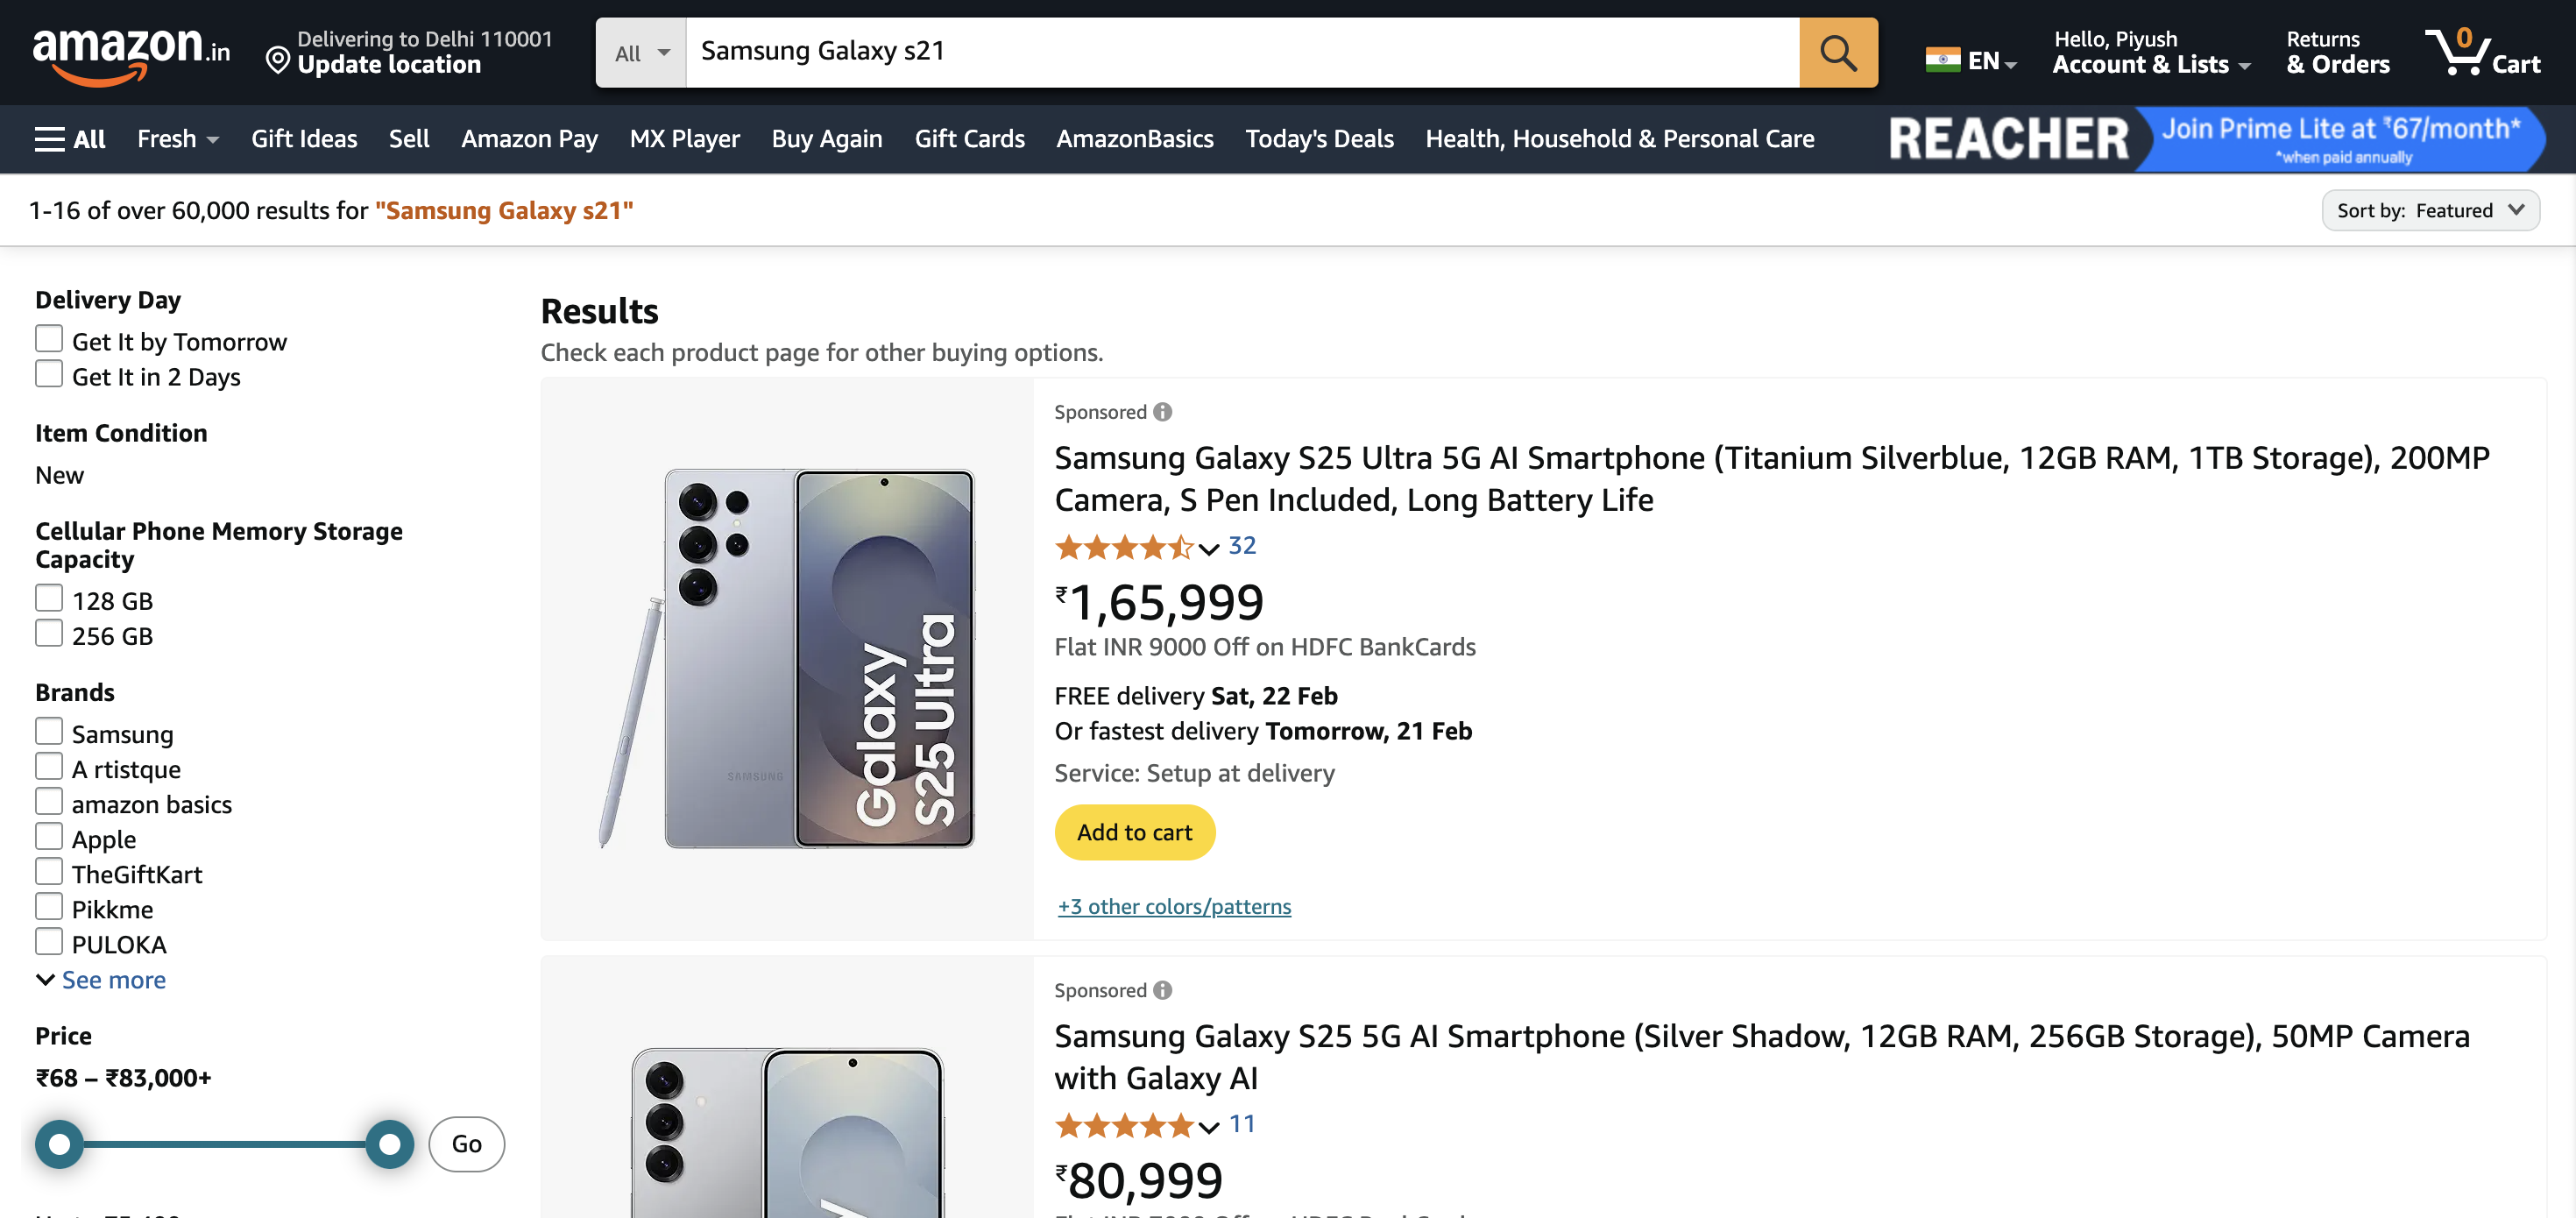 amazon.in
Delivering to Delhi 110001
Update location
All
Samsung Galaxy s21
EN
Hello, Piyush
Account & Lists
Returns
& Orders
0
Cart
All
Fresh
Gift Ideas
Sell
Amazon Pay
MX Player
Buy Again
Gift Cards
AmazonBasics
Today's Deals
Health, Household & Personal Care
REACHER
Join Prime Lite at ₹67/month*
*when paid annually
1-16 of over 60,000 results for "Samsung Galaxy s21"
Sort by: Featured
Delivery Day
Get It by Tomorrow
Get It in 2 Days
Item Condition
New
Cellular Phone Memory Storage
Capacity
128 GB
256 GB
Brands
Samsung
A rtistque
amazon basics
Apple
TheGiftKart
Pikkme
PULOKA
See more
Price
₹68 – ₹83,000+
Go
Results
Check each product page for other buying options.
SAMSUNG
Galaxy
S25 Ultra
Sponsored
Samsung Galaxy S25 Ultra 5G AI Smartphone (Titanium Silverblue, 12GB RAM, 1TB Storage), 200MP
Camera, S Pen Included, Long Battery Life
32
₹1,65,999
Flat INR 9000 Off on HDFC BankCards
FREE delivery Sat, 22 Feb
Or fastest delivery Tomorrow, 21 Feb
Service: Setup at delivery
Add to cart
+3 other colors/patterns
Sponsored
Samsung Galaxy S25 5G AI Smartphone (Silver Shadow, 12GB RAM, 256GB Storage), 50MP Camera
with Galaxy AI
11
₹80,999